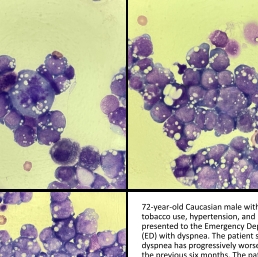 72-year-old Caucasian male with
tobacco use, hypertension, and
presented to the Emergency De
(ED) with dyspnea. The patient s
dyspnea has progressively worse
the previous six months. The pat